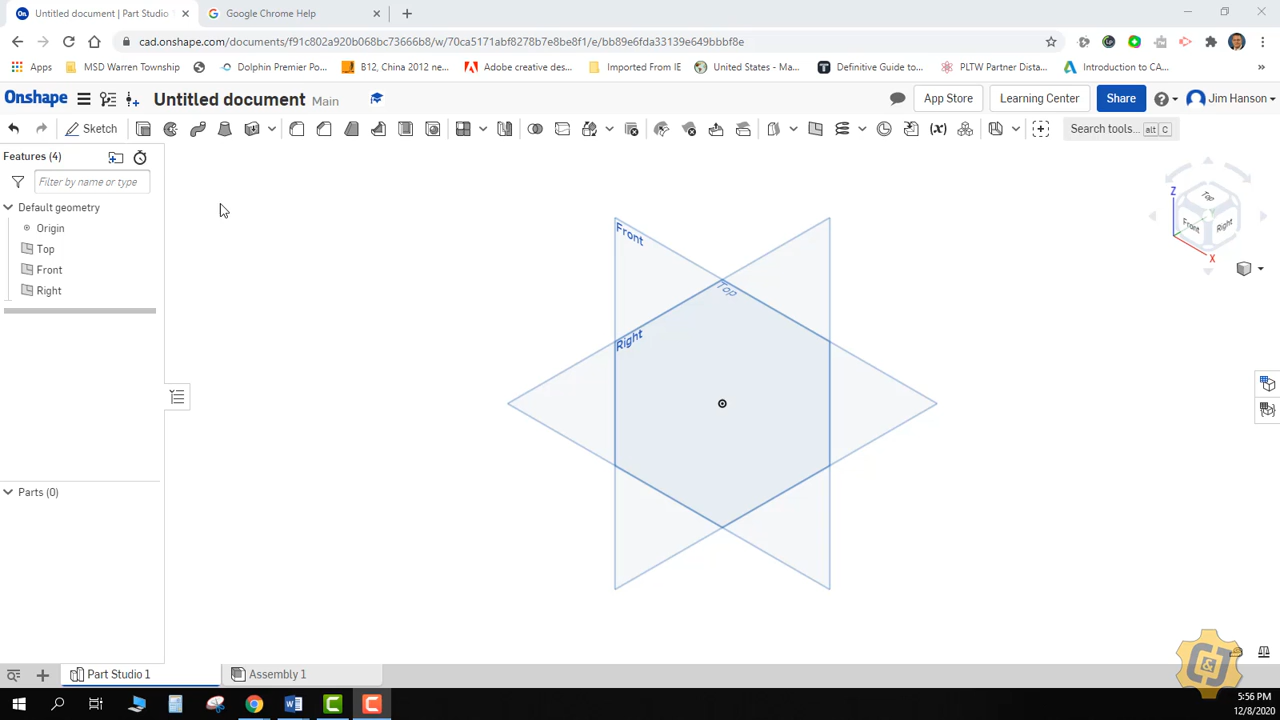 Untitled document | Part Studio
Google Chrome Help
cad.onshape.com/documents/f91c802a920b068bc73666b8/w/70ca5171abf8278b7e8be8f1/e/bb89e6fda33139e649bbbf8e
Apps
MSD Warren Township
Dolphin Premier Po...
B12, China 2012 ne...
Adobe creative des...
Imported From IE
United States - Ma...
Definitive Guide to...
PLTW Partner Dista...
Introduction to CA...
»
Onshape
Untitled document Main
App Store
Learning Center
Share
Jim Hanson
Sketch
(x)
Search tools... alt C
Features (4)
Filter by name or type
Default geometry
Origin
Top
Front
Right
Parts (0)
Front
Top
Right
Z
Top
Front
Right
X
Part Studio 1
Assembly 1
5:56 PM
12/8/2020